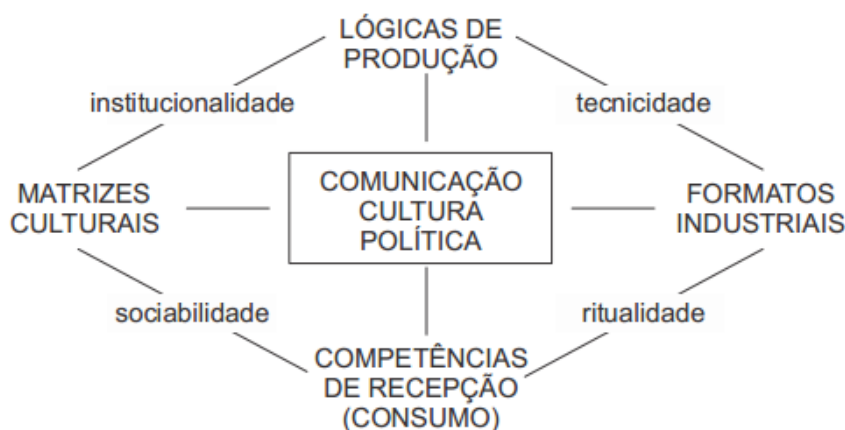 LÓGICAS DE
PRODUÇÃO
institucionalidade
tecnicidade
MATRIZES
CULTURAIS
COMUNICAÇÃO
CULTURA
POLÍTICA
FORMATOS
INDUSTRIAIS
sociabilidade
ritualidade
COMPETÊNCIAS
DE RECEPÇÃO
(CONSUMO)